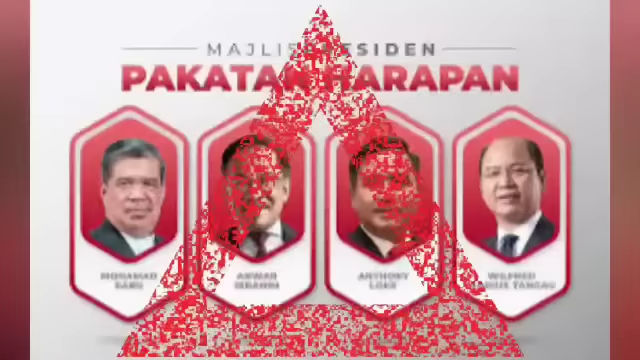 MAJLIS PRESIDEN
PAKATAN HARAPAN
MOHAMAD SABU
ANWAR IBRAHIM
ANTHONY LOKE
WILFRED MADIUS TANGAU